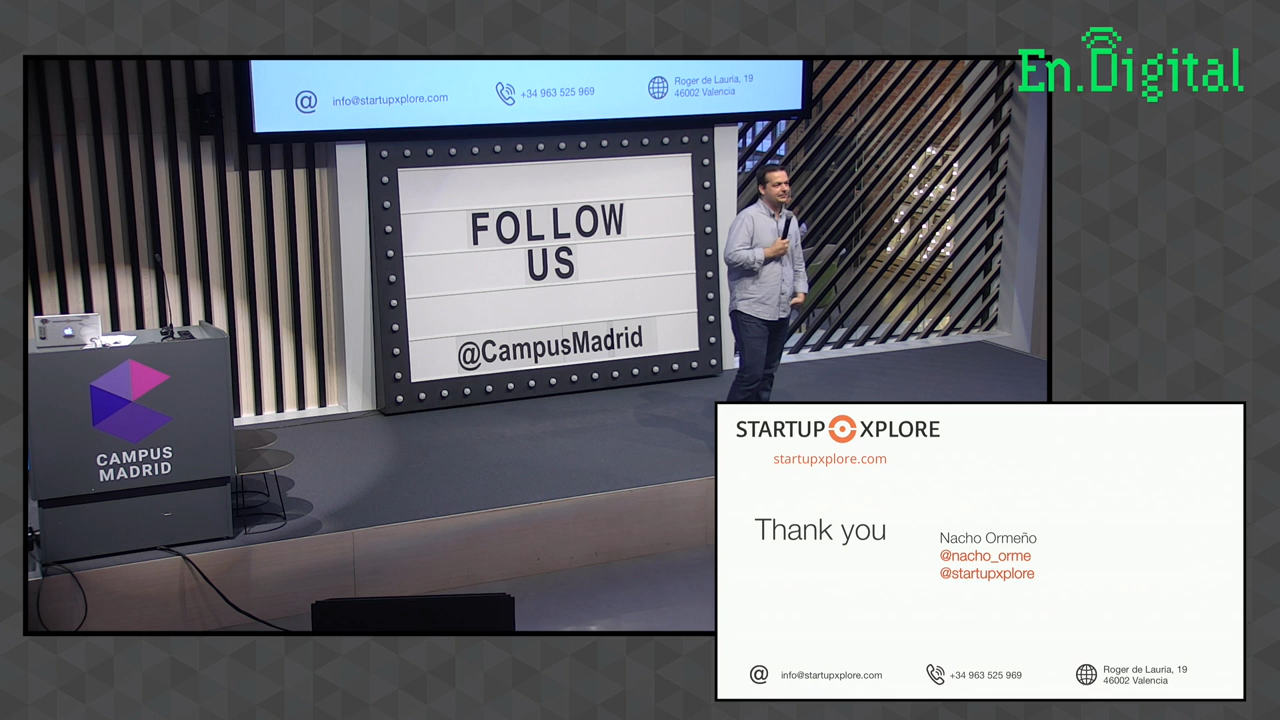 En.Digital
info@startupxplore.com
+34 963 525 969
Roger de Lauria, 19
46002 Valencia
FOLLOW
US
@CampusMadrid
CAMPUS
MADRID
STARTUP XPLORE
startupxplore.com
Thank you
Nacho Ormeño
@nacho_orme
@startupxplore
info@startupxplore.com
+34 963 525 969
Roger de Lauria, 19
46002 Valencia